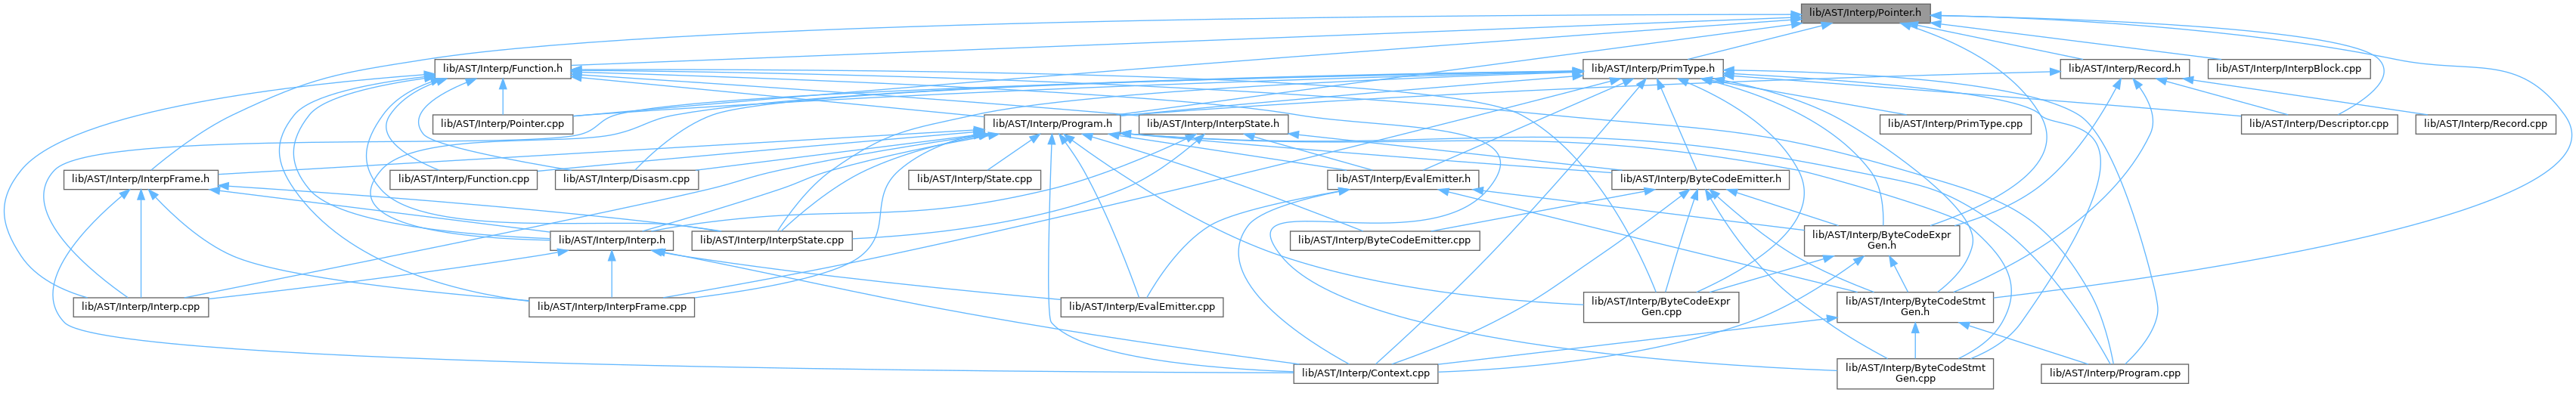 lib/AST/Interp/Pointer.h
lib/AST/Interp/Function.h
lib/AST/Interp/PrimType.h
lib/AST/Interp/Record.h
lib/AST/Interp/InterpBlock.cpp
lib/AST/Interp/Pointer.cpp
lib/AST/Interp/Program.h
lib/AST/Interp/InterpState.h
lib/AST/Interp/PrimType.cpp
lib/AST/Interp/Descriptor.cpp
lib/AST/Interp/Record.cpp
lib/AST/Interp/InterpFrame.h
lib/AST/Interp/Function.cpp
lib/AST/Interp/Disasm.cpp
lib/AST/Interp/State.cpp
lib/AST/Interp/EvalEmitter.h
lib/AST/Interp/ByteCodeEmitter.h
lib/AST/Interp/Interp.h
lib/AST/Interp/InterpState.cpp
lib/AST/Interp/ByteCodeEmitter.cpp
lib/AST/Interp/ByteCodeExpr
Gen.h
lib/AST/Interp/Interp.cpp
lib/AST/Interp/InterpFrame.cpp
lib/AST/Interp/EvalEmitter.cpp
lib/AST/Interp/ByteCodeExpr
Gen.cpp
lib/AST/Interp/ByteCodeStmt
Gen.h
lib/AST/Interp/Context.cpp
lib/AST/Interp/ByteCodeStmt
Gen.cpp
lib/AST/Interp/Program.cpp